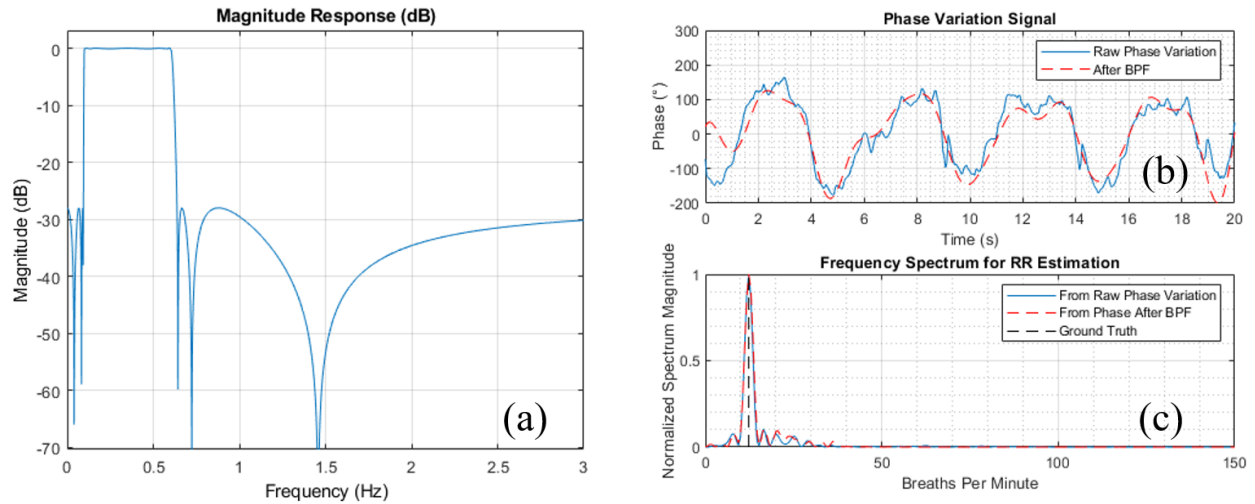 Magnitude Response (dB)
0
-10
-20
-30
-40
-50
-60
-70
Magnitude (dB)
0
0.5
1
1.5
2
2.5
3
Frequency (Hz)
(a)
Phase Variation Signal
300
200
100
0
-100
-200
Phase (°)
Raw Phase Variation
After BPF
(b)
0
2
4
6
8
10
12
14
16
18
20
Time (s)
Frequency Spectrum for RR Estimation
1
0.5
0
Normalized Spectrum Magnitude
From Raw Phase Variation
From Phase After BPF
Ground Truth
(c)
0
50
100
150
Breaths Per Minute